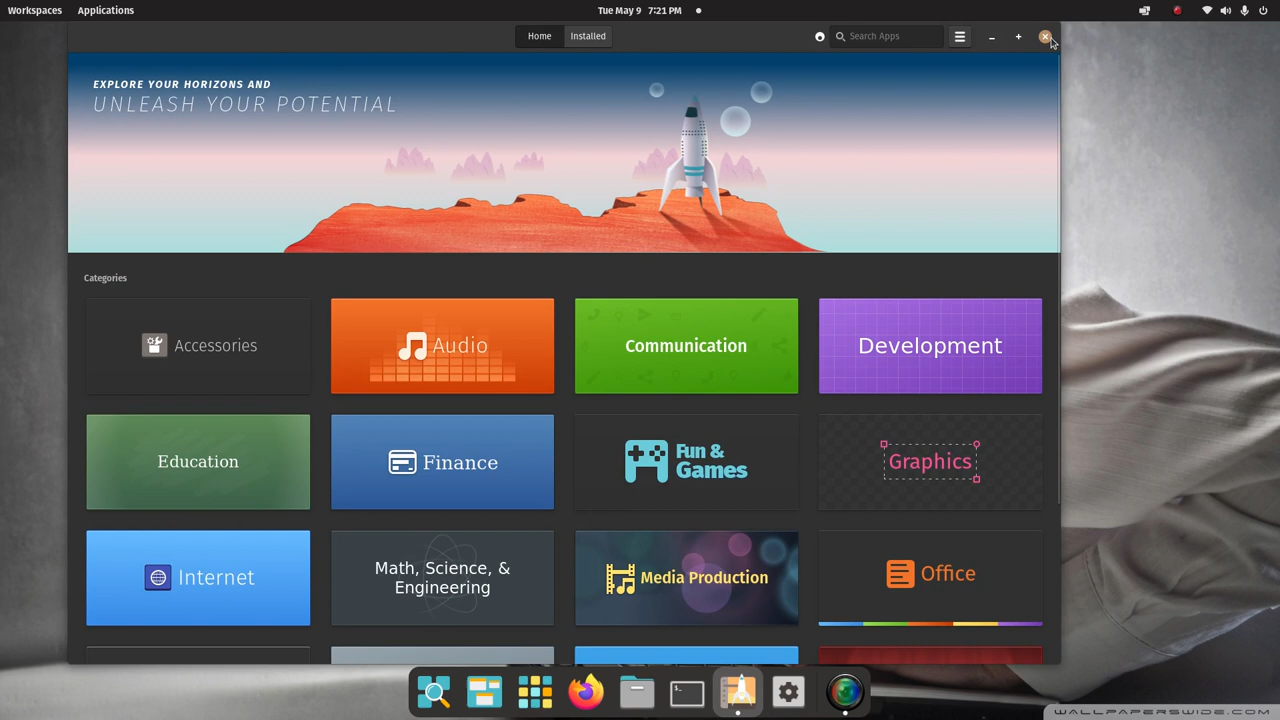 Workspaces
Applications
Tue May 9 7:21 PM
Home
Installed
Search Apps
EXPLORE YOUR HORIZONS AND
UNLEASH YOUR POTENTIAL
Categories
Accessories
Audio
Communication
Development
Education
Finance
Fun &
Games
Graphics
Internet
Math, Science, &
Engineering
Media Production
Office
WALLPAPERSWIDE.COM